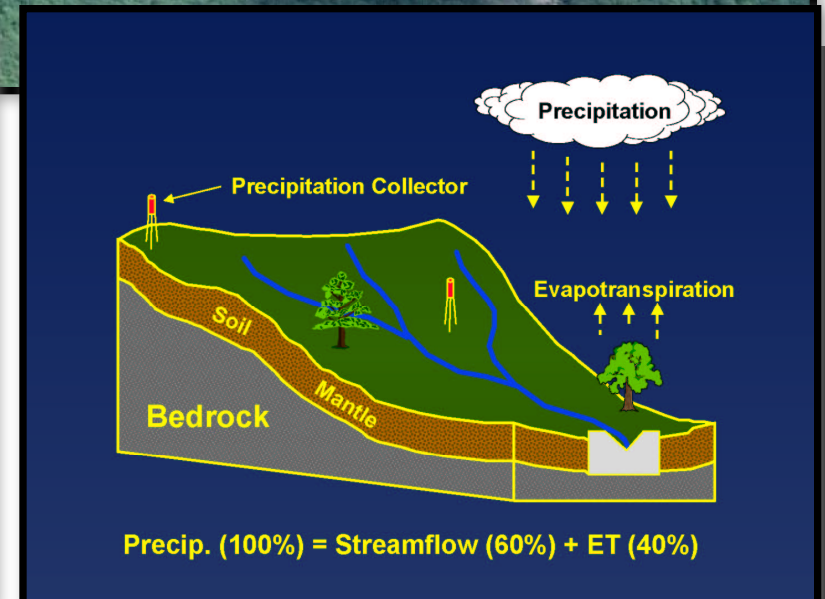 Precipitation
Precipitation Collector
Evapotranspiration
Soil
Mantle
Bedrock
Precip. (100%) = Streamflow (60%) + ET (40%)